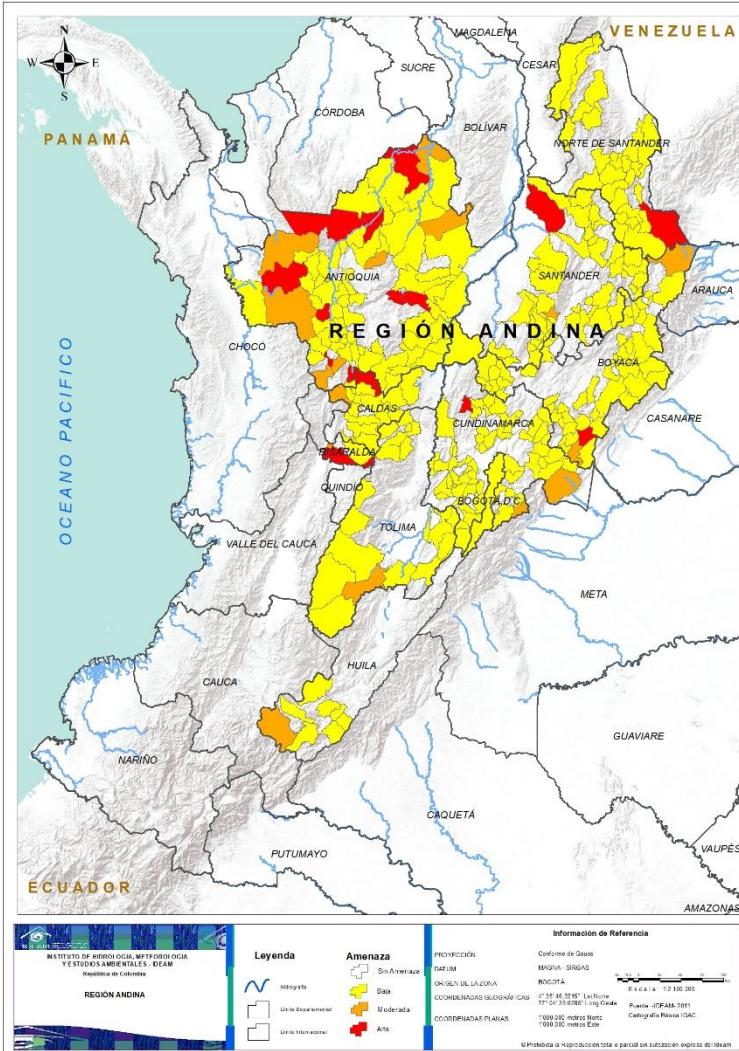 N
W
E
S
VENEZUELA
MAGDALENA
CESAR
SUCRE
CÓRDOBA
BOLÍVAR
PANAMÁ
NORTE DE SANTANDER
ANTIOQUIA
SANTANDER
ARAUCA
REGIÓN ANDINA
CHOCÓ
BOYACÁ
CALDAS
CUNDINAMARCA
CASANARE
RISARALDA
QUINDÍO
BOGOTÁ D.C.
OCEANO PACIFICO
TOLIMA
VALLE DEL CAUCA
META
HUILA
CAUCA
GUAVIARE
NARIÑO
CAQUETÁ
VAUPÉS
PUTUMAYO
ECUADOR
AMAZONAS
INSTITUTO DE HIDROLOGIA, METEOROLOGIA
Y ESTUDIOS AMBIENTALES - IDEAM
República de Colombia
REGIÓN ANDINA
Leyenda
Hidrografía
Límite Departamental
Límite Internacional
Amenaza
Sin Amenaza
Baja
Moderada
Alta
Información de Referencia
PROYECCIÓN
Conforme de Gauss
DATUM
MAGNA - SIRGAS
ORIGEN DE LA ZONA
BOGOTÁ
COORDENADAS GEOGRÁFICAS
COORDENADAS PLANAS
1'000.000 metros Norte
1'000.000 metros Este
Escala 1:2.100.000
Fuente -IDEAM- 2011
Cartografía Básica IGAC
© Prohibida la Reproducción total o parcial sin autorización expresa del Ideam